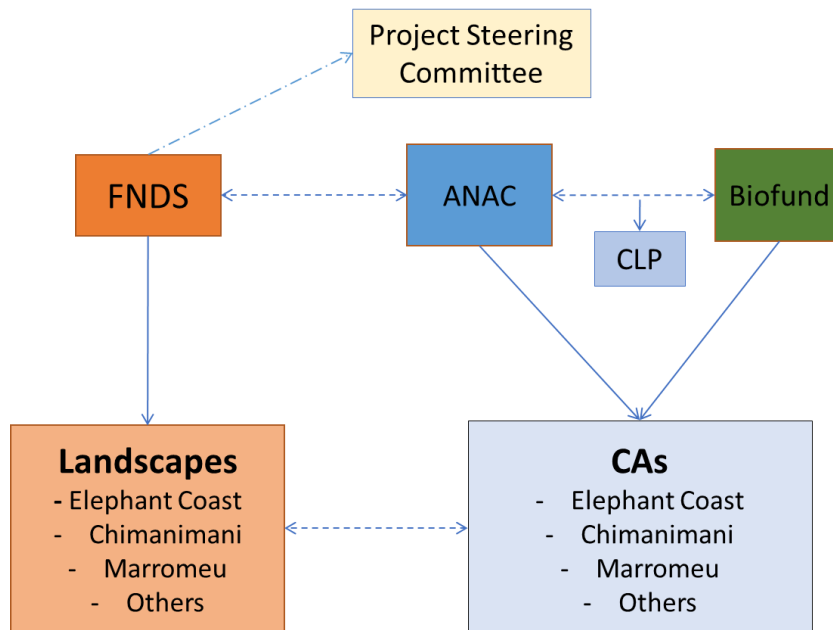 Project Steering
Committee
FNDS
ANAC
Biofund
CLP
Landscapes
- Elephant Coast
- Chimanimani
- Marromeu
- Others
CAs
- Elephant Coast
- Chimanimani
- Marromeu
- Others